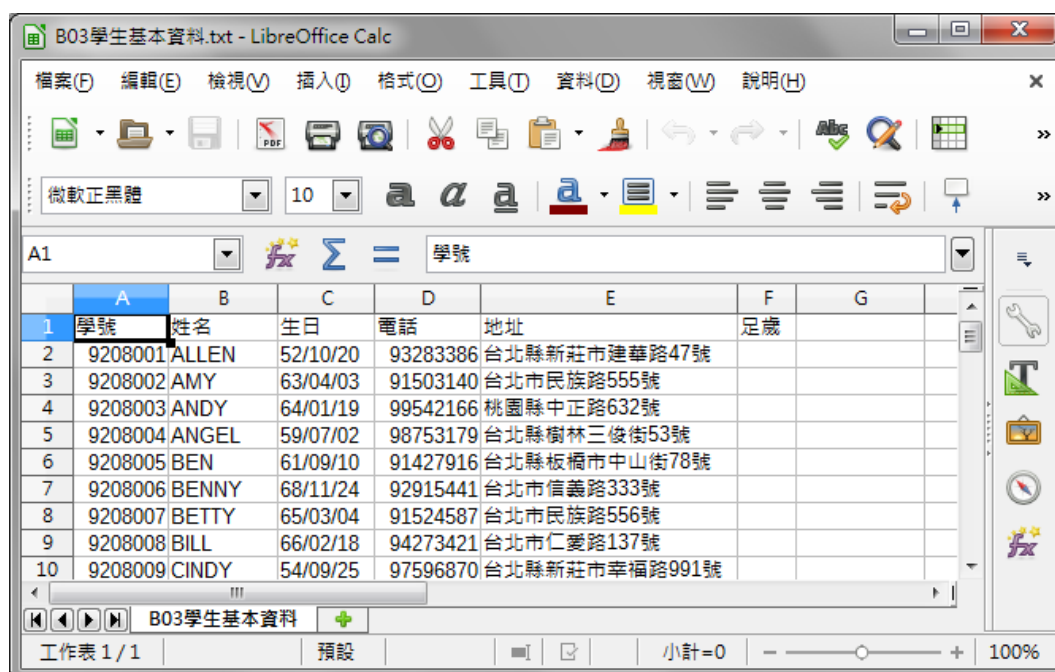 B03學生基本資料.txt - LibreOffice Calc
檔案(F) 編輯(E) 檢視(V) 插入(I) 格式(O) 工具(T) 資料(D) 視窗(W) 說明(H)
PDF Abc
微軟正黑體 10 a a a a
A1 fx Σ = 學號
A B C D E F G
1 學號 姓名 生日 電話 地址 足歲
2 9208001 ALLEN 52/10/20 93283386 台北縣新莊市建華路47號
3 9208002 AMY 63/04/03 91503140 台北市民族路555號
4 9208003 ANDY 64/01/19 99542166 桃園縣中正路632號
5 9208004 ANGEL 59/07/02 98753179 台北縣樹林三俊街53號
6 9208005 BEN 61/09/10 91427916 台北縣板橋市中山街78號
7 9208006 BENNY 68/11/24 92915441 台北市信義路333號
8 9208007 BETTY 65/03/04 91524587 台北市民族路556號
9 9208008 BILL 66/02/18 94273421 台北市仁愛路137號
10 9208009 CINDY 54/09/25 97596870 台北縣新莊市幸福路991號
B03學生基本資料
工作表 1 / 1 預設 小計=0 100%